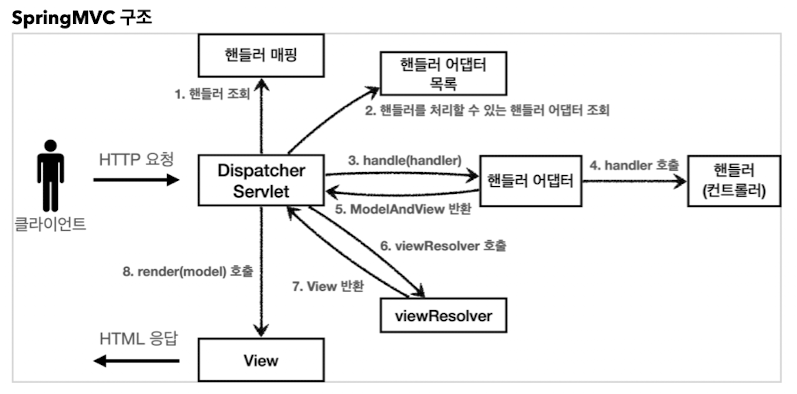 SpringMVC 구조
핸들러 매핑
핸들러 어댑터
목록
1. 핸들러 조회
2. 핸들러를 처리할 수 있는 핸들러 어댑터 조회
HTTP 요청
클라이언트
Dispatcher
Servlet
3. handle(handler)
핸들러 어댑터
4. handler 호출
핸들러
(컨트롤러)
5. ModelAndView 반환
6. viewResolver 호출
8. render(model) 호출
7. View 반환
viewResolver
HTML 응답
View